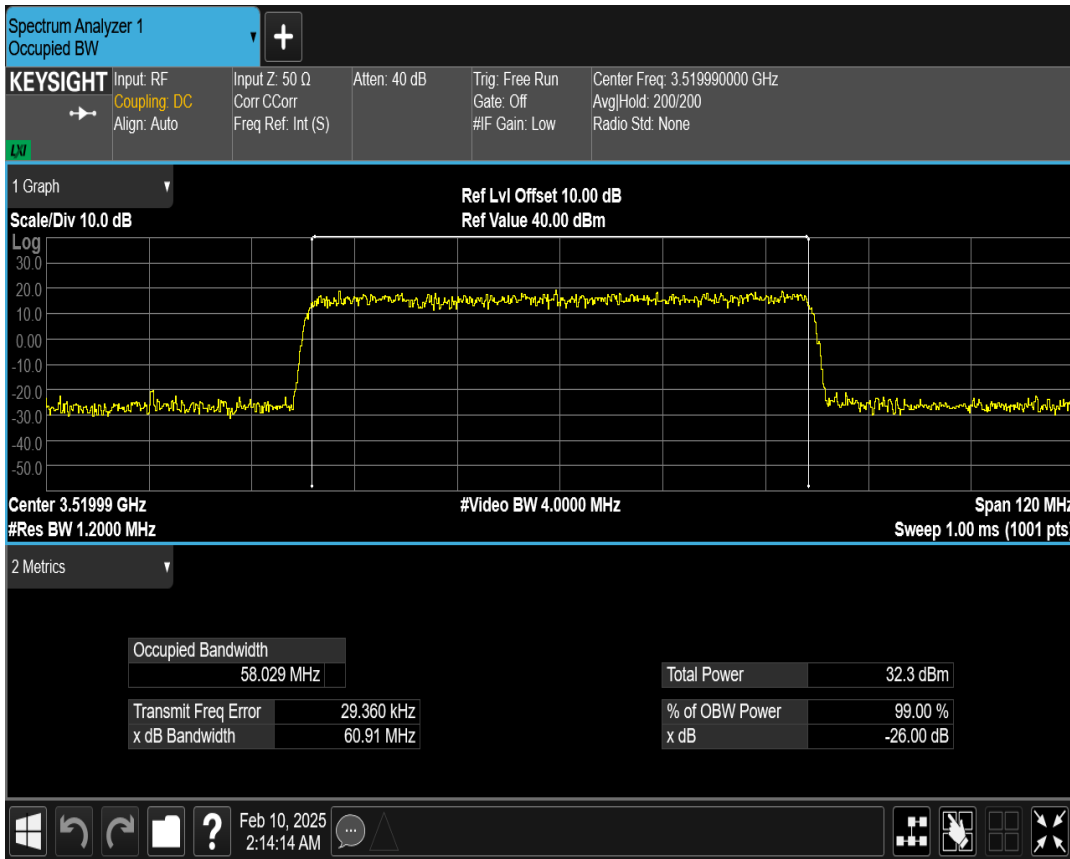 Spectrum Analyzer 1
Occupied BW
+
KEYSIGHT
LXI
Input: RF
Coupling: DC
Align: Auto
Input Z: 50 Ω
Corr CCorr
Freq Ref: Int (S)
Atten: 40 dB
Trig: Free Run
Gate: Off
#IF Gain: Low
Center Freq: 3.519990000 GHz
Avg|Hold: 200/200
Radio Std: None
1 Graph
Scale/Div 10.0 dB
Ref Lvl Offset 10.00 dB
Ref Value 40.00 dBm
Log
30.0
20.0
10.0
0.00
-10.0
-20.0
-30.0
-40.0
-50.0
Center 3.51999 GHz
#Video BW 4.0000 MHz
Span 120 MHz
#Res BW 1.2000 MHz
Sweep 1.00 ms (1001 pts)
2 Metrics
Occupied Bandwidth
58.029 MHz
Transmit Freq Error 29.360 kHz
x dB Bandwidth 60.91 MHz
Total Power 32.3 dBm
% of OBW Power 99.00 %
x dB -26.00 dB
?
Feb 10, 2025
2:14:14 AM